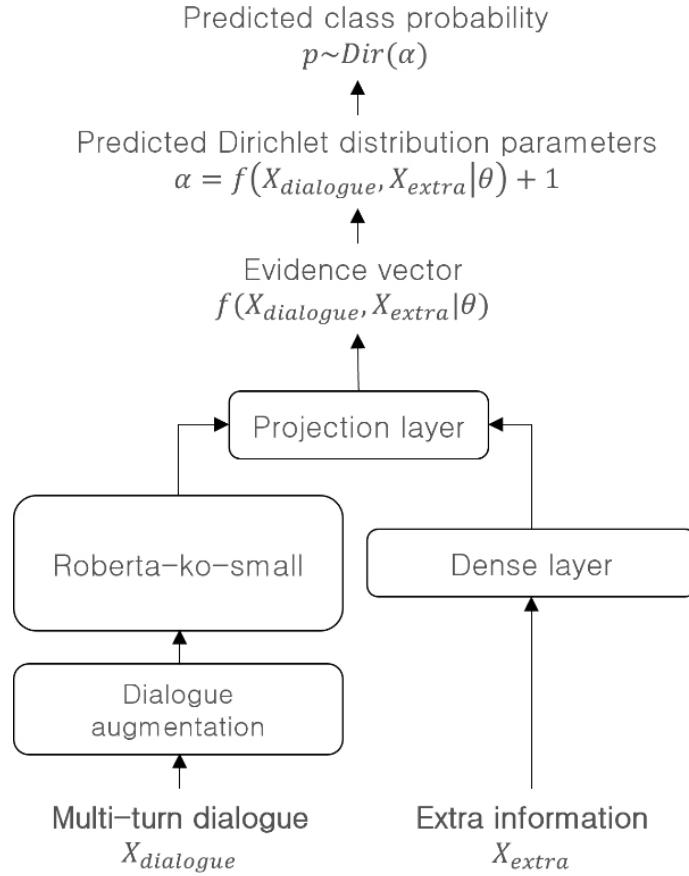 Predicted class probability
p~Dir(α)
Predicted Dirichlet distribution parameters
α = f(X_dialogue, X_extra|θ) + 1
Evidence vector
f(X_dialogue, X_extra|θ)
Projection layer
Roberta-ko-small
Dense layer
Dialogue
augmentation
Multi-turn dialogue
X_dialogue
Extra information
X_extra